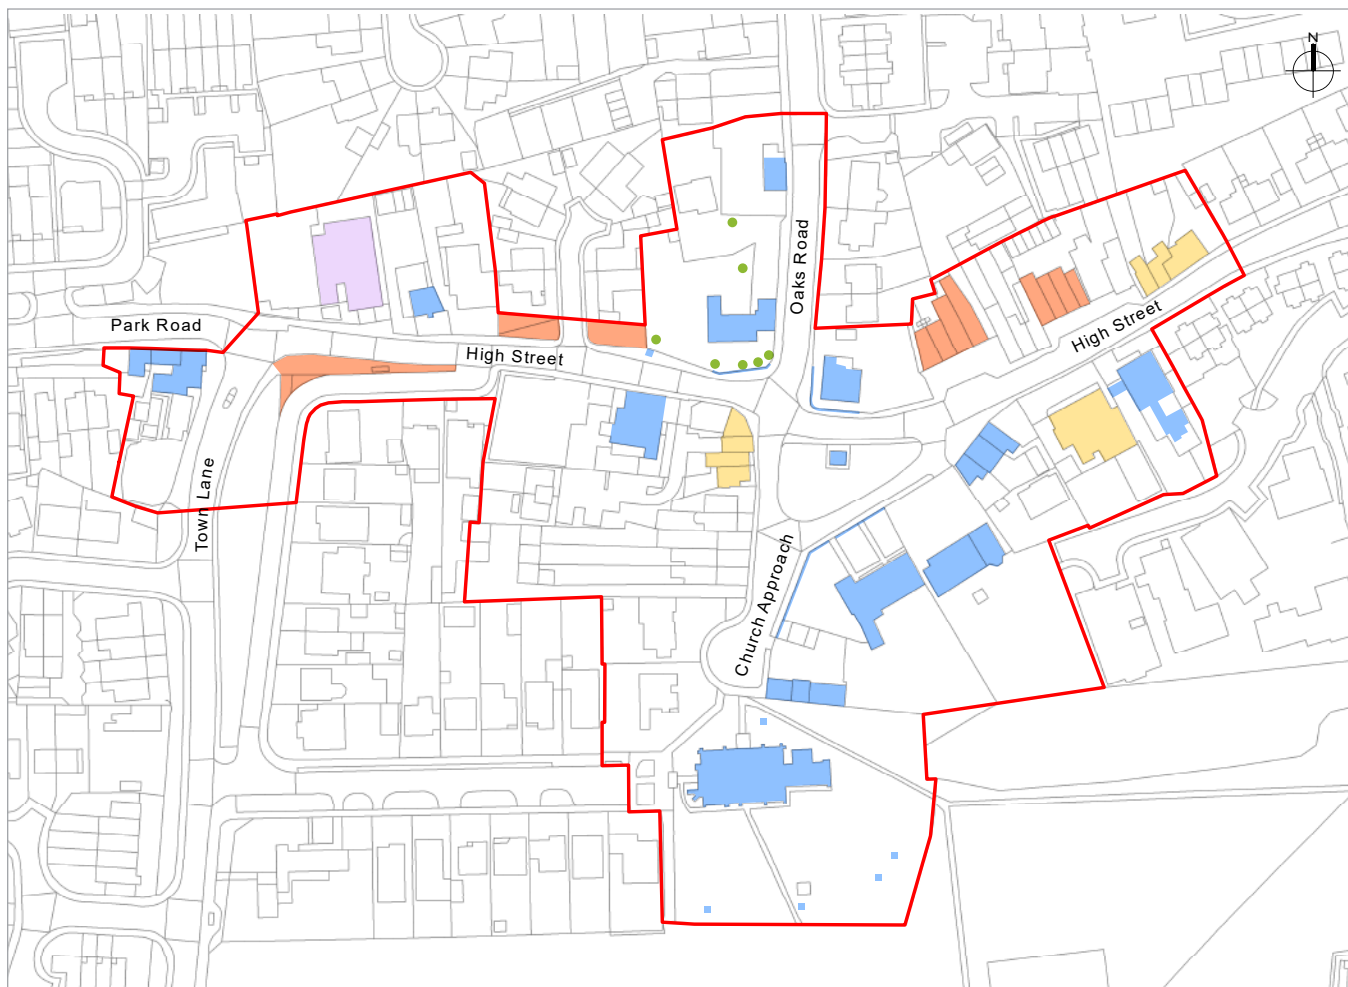 N
Oaks Road
Park Road
High Street
High Street
Town Lane
Church Approach